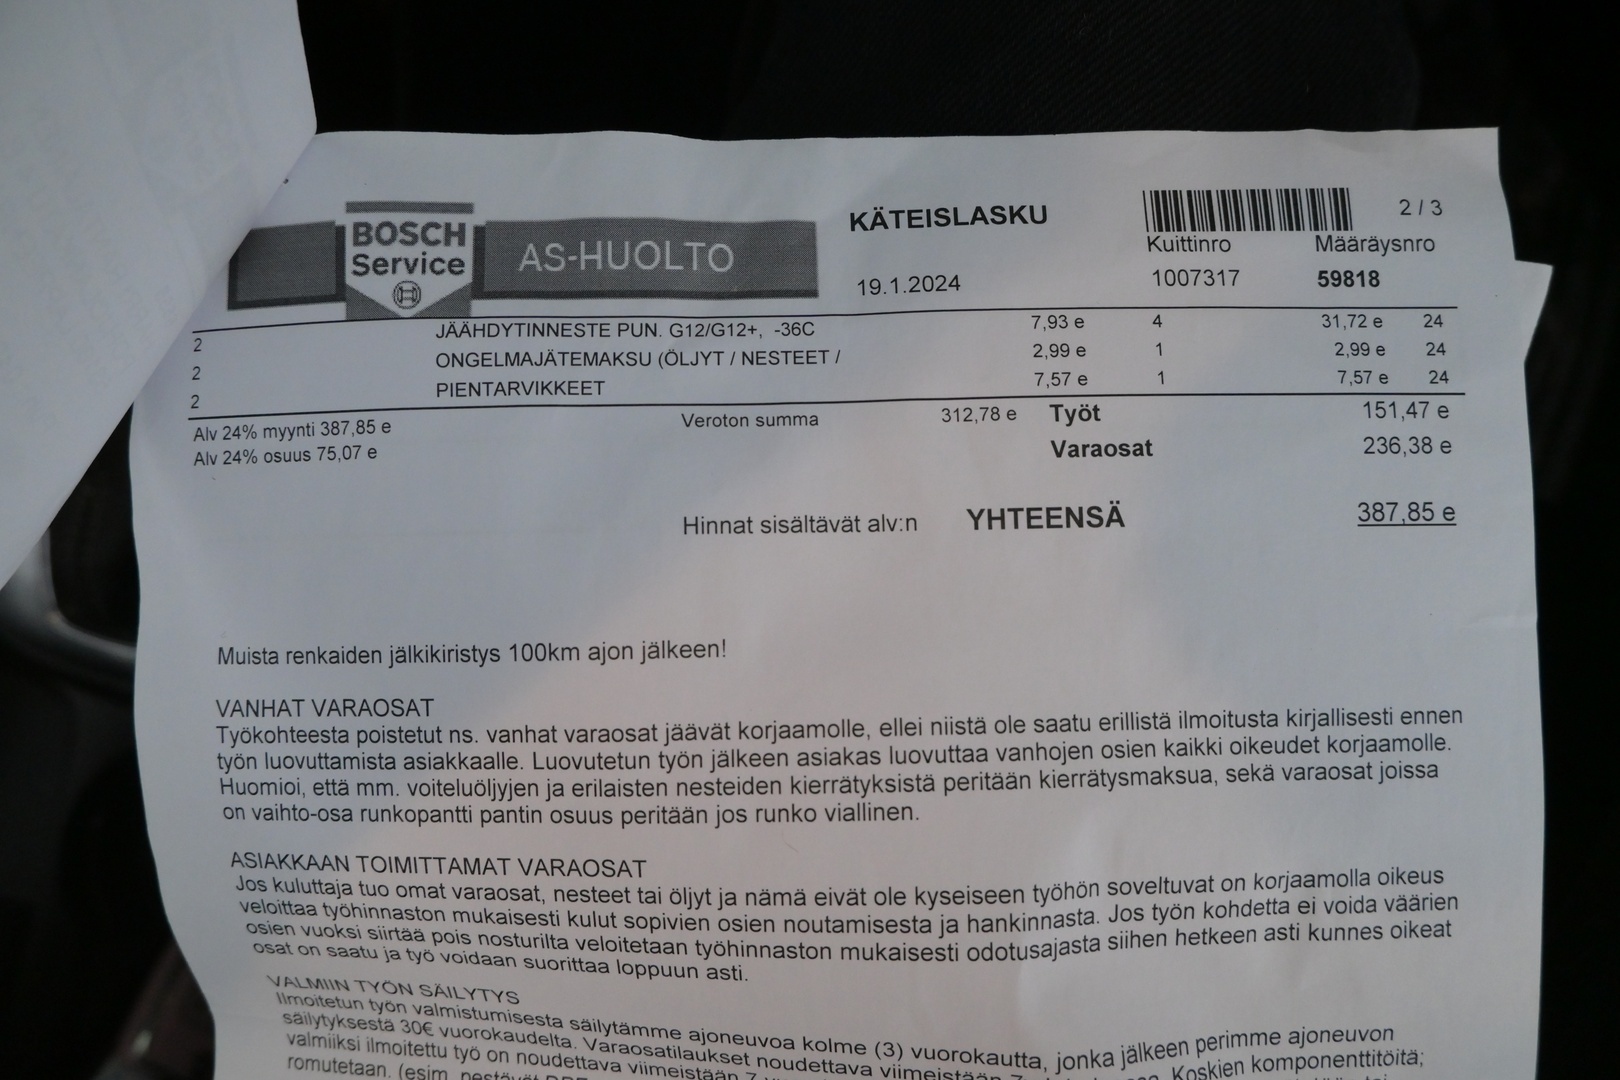 BOSCH
Service
AS-HUOLTO
KÄTEISLASKU
2 / 3
Kuittinro Määräysnro
19.1.2024 1007317 59818
2 JÄÄHDYTINNESTE PUN. G12/G12+, -36C 7,93 e 4 31,72 e 24
2 ONGELMAJÄTEMAKSU (ÖLJYT / NESTEET / 2,99 e 1 2,99 e 24
2 PIENTARVIKKEET 7,57 e 1 7,57 e 24
Alv 24% myynti 387,85 e Veroton summa 312,78 e Työt 151,47 e
Alv 24% osuus 75,07 e Varaosat 236,38 e
Hinnat sisältävät alv:n YHTEENSÄ 387,85 e
Muista renkaiden jälkikiristys 100km ajon jälkeen!
VANHAT VARAOSAT
Työkohteesta poistetut ns. vanhat varaosat jäävät korjaamolle, ellei niistä ole saatu erillistä ilmoitusta kirjallisesti ennen
työn luovuttamista asiakkaalle. Luovutetun työn jälkeen asiakas luovuttaa vanhojen osien kaikki oikeudet korjaamolle.
Huomioi, että mm. voiteluöljyjen ja erilaisten nesteiden kierrätyksistä peritään kierrätysmaksua, sekä varaosat joissa
on vaihto-osa runkopantti pantin osuus peritään jos runko viallinen.
ASIAKKAAN TOIMITTAMAT VARAOSAT
Jos kuluttaja tuo omat varaosat, nesteet tai öljyt ja nämä eivät ole kyseiseen työhön soveltuvat on korjaamolla oikeus
veloittaa työhinnaston mukaisesti kulut sopivien osien noutamisesta ja hankinnasta. Jos työn kohdetta ei voida väärien
osien vuoksi siirtää pois nosturilta veloitetaan työhinnaston mukaisesti odotusajasta siihen hetkeen asti kunnes oikeat
osat on saatu ja työ voidaan suorittaa loppuun asti.
VALMIIN TYÖN SÄILYTYS
Ilmoitetun työn valmistumisesta säilytämme ajoneuvoa kolme (3) vuorokautta, jonka jälkeen perimme ajoneuvon
säilytyksestä 30€ vuorokaudelta. Varaosatilaukset noudettava viimeistään Koskien komponenttitöitä;
valmiiksi ilmoitettu työ on noudettava viimeistään 7
romutetaan. (esim.